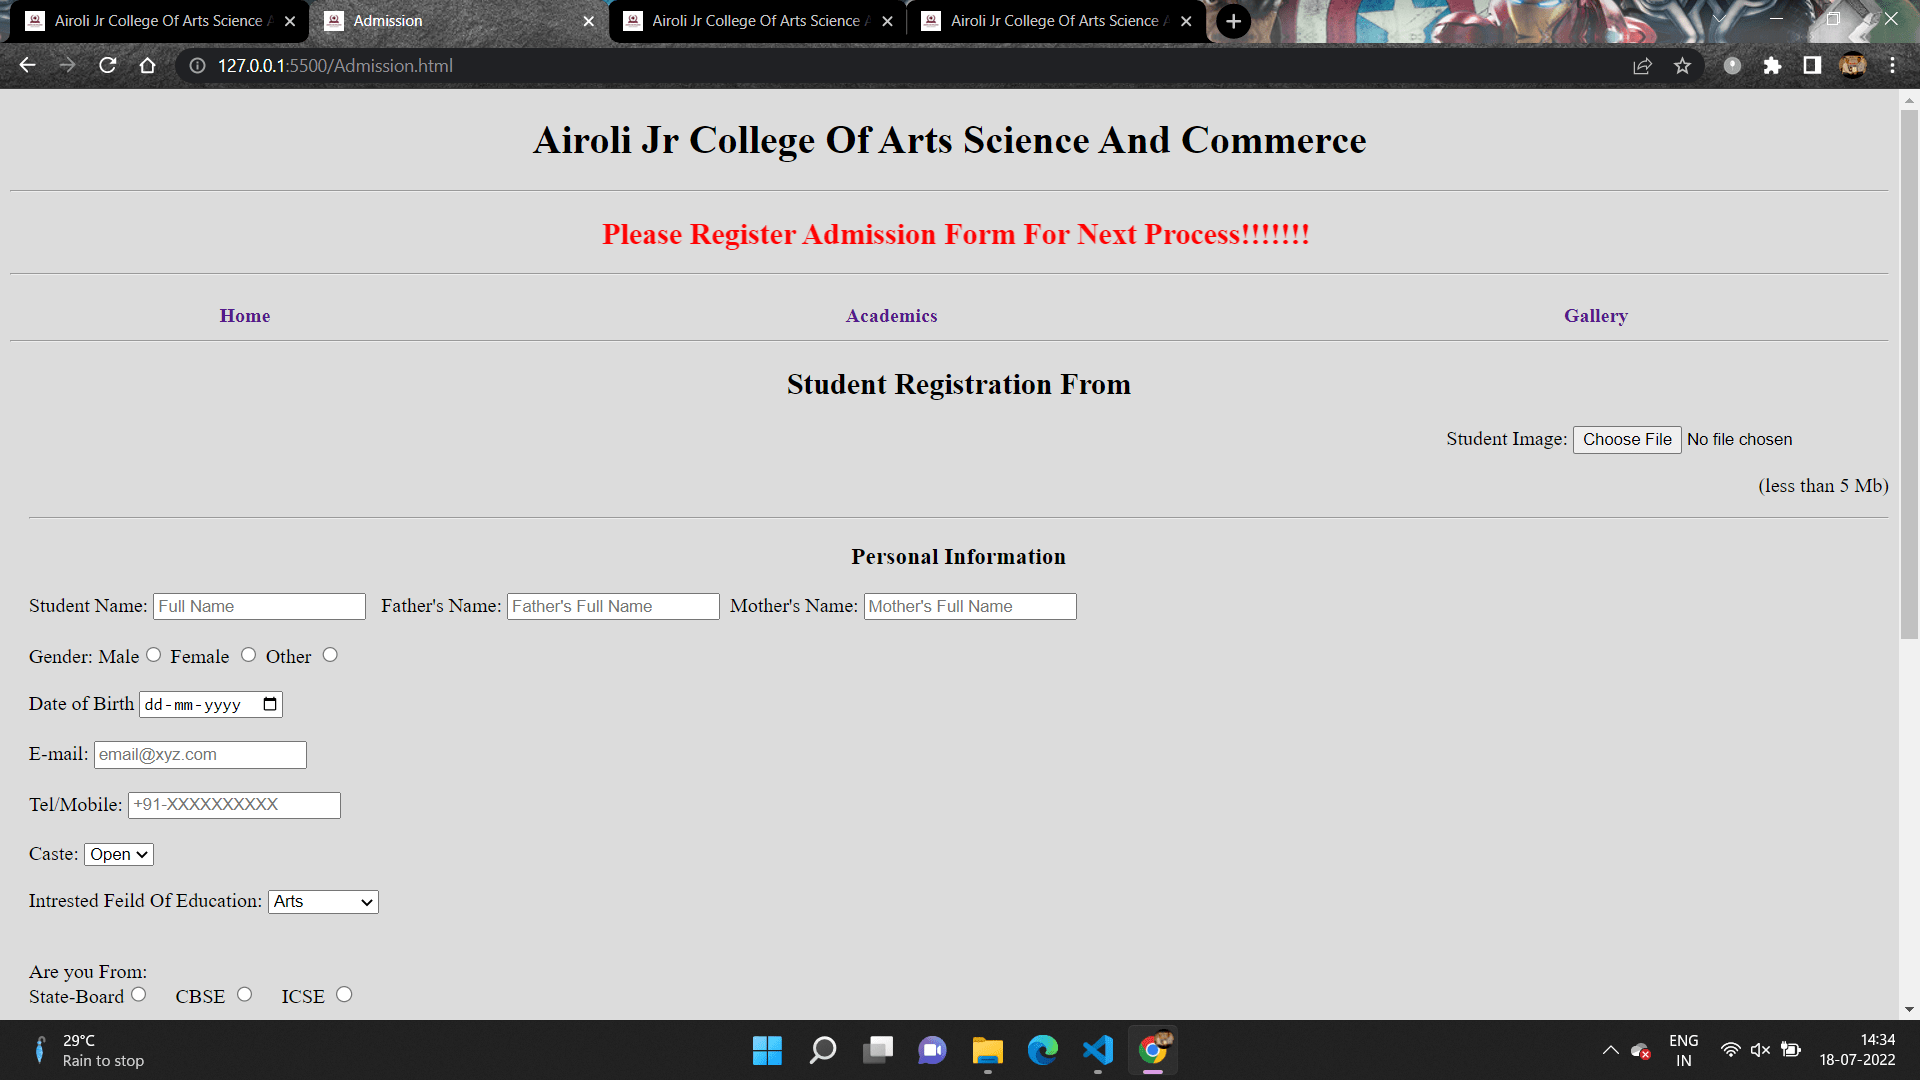 Airoli Jr College Of Arts Science A
Admission
Airoli Jr College Of Arts Science A
Airoli Jr College Of Arts Science A
127.0.0.1:5500/Admission.html
Airoli Jr College Of Arts Science And Commerce
Please Register Admission Form For Next Process!!!!!!!
Home Academics Gallery
Student Registration From
Student Image: Choose File No file chosen
(less than 5 Mb)
Personal Information
Student Name: Full Name Father's Name: Father's Full Name Mother's Name: Mother's Full Name
Gender: Male Female Other
Date of Birth dd-mm-yyyy
E-mail: email@xyz.com
Tel/Mobile: +91-XXXXXXXXXX
Caste: Open
Intrested Feild Of Education: Arts
Are you From:
State-Board CBSE ICSE
29°C
Rain to stop
ENG
IN
14:34
18-07-2022